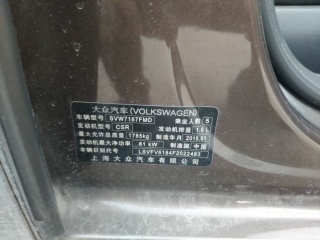 大众汽车(VOLKSWAGEN)
车辆型号 SVW7167FMD 乘坐人数 5
发动机型号 CSR 发动机排量 1.6 L
最大允许总质量 1785kg 制造年月 2015.01
发动机最大净功率 81 kW 制造国 中国
车辆识别代号 LSVFV6184F2022483
上海大众汽车有限公司